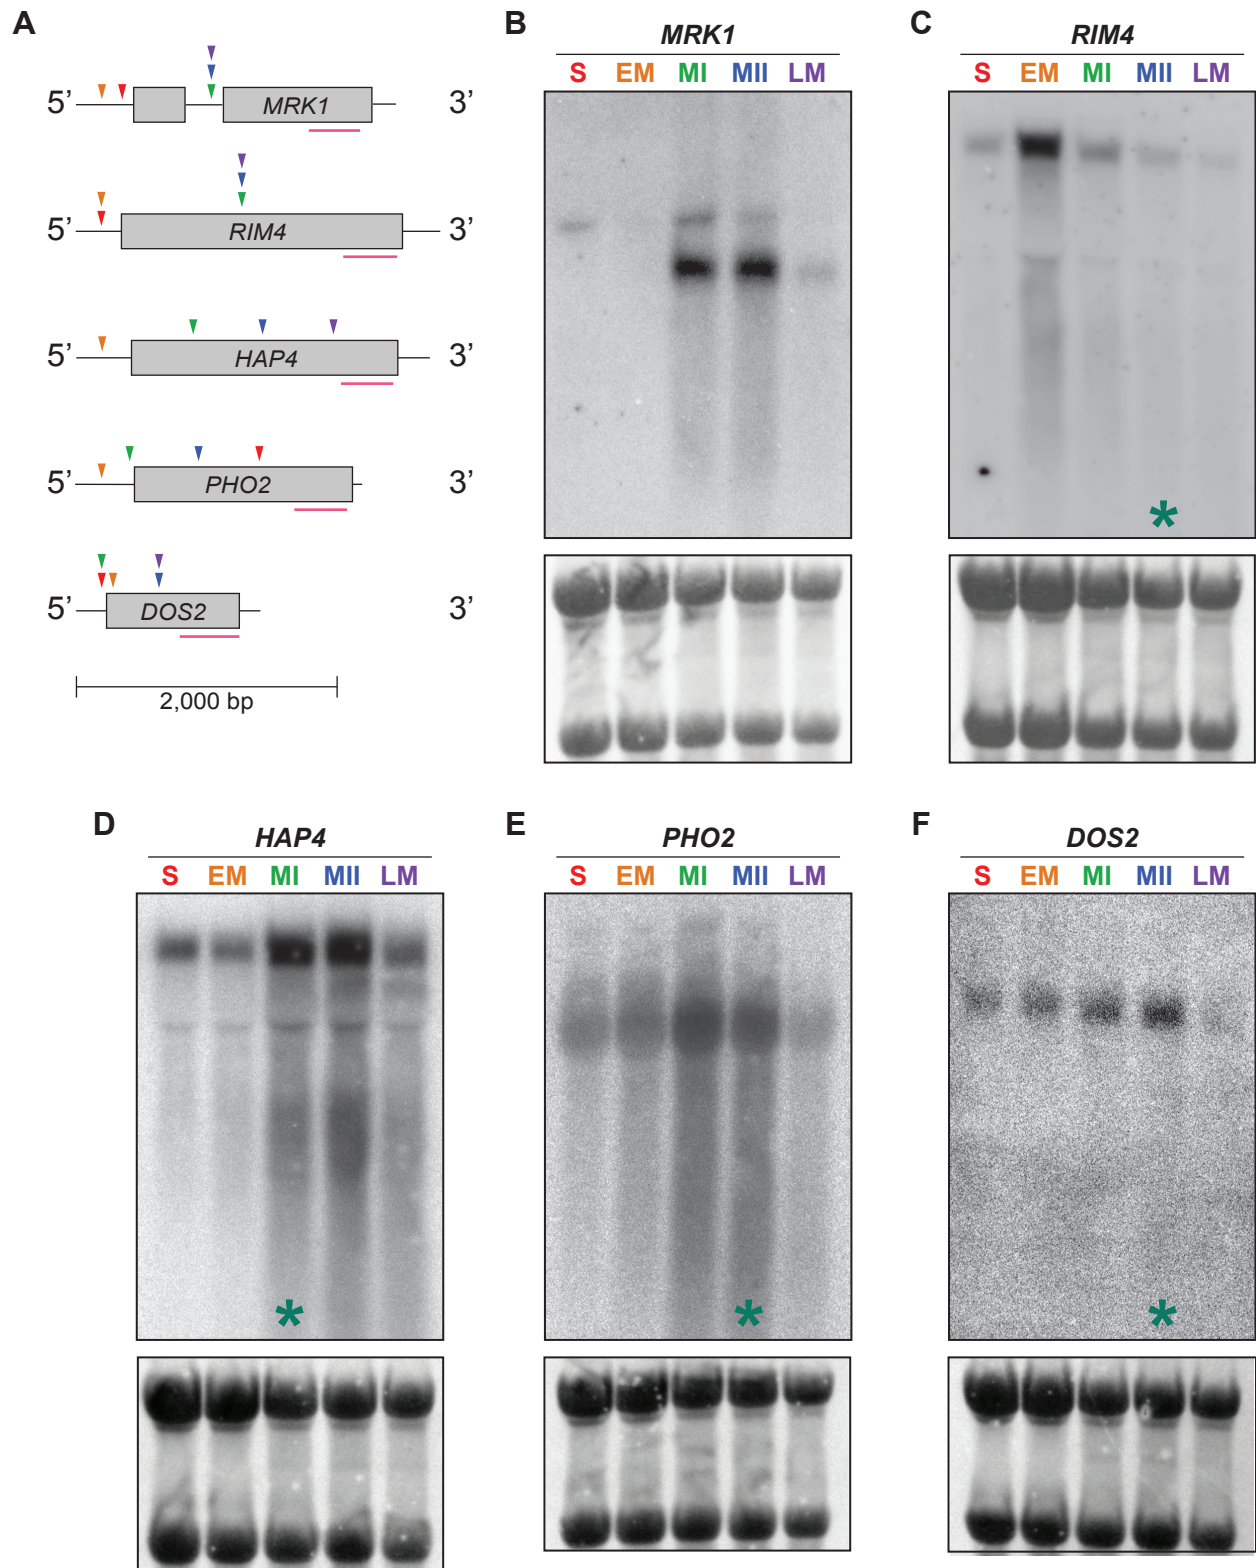 A
5' MRK1 3'
5' RIM4 3'
5' HAP4 3'
5' PHO2 3'
5' DOS2 3'
2,000 bp
B
MRK1
S EM MI MII LM
C
RIM4
S EM MI MII LM
*
D
HAP4
S EM MI MII LM
*
E
PHO2
S EM MI MII LM
*
F
DOS2
S EM MI MII LM
*